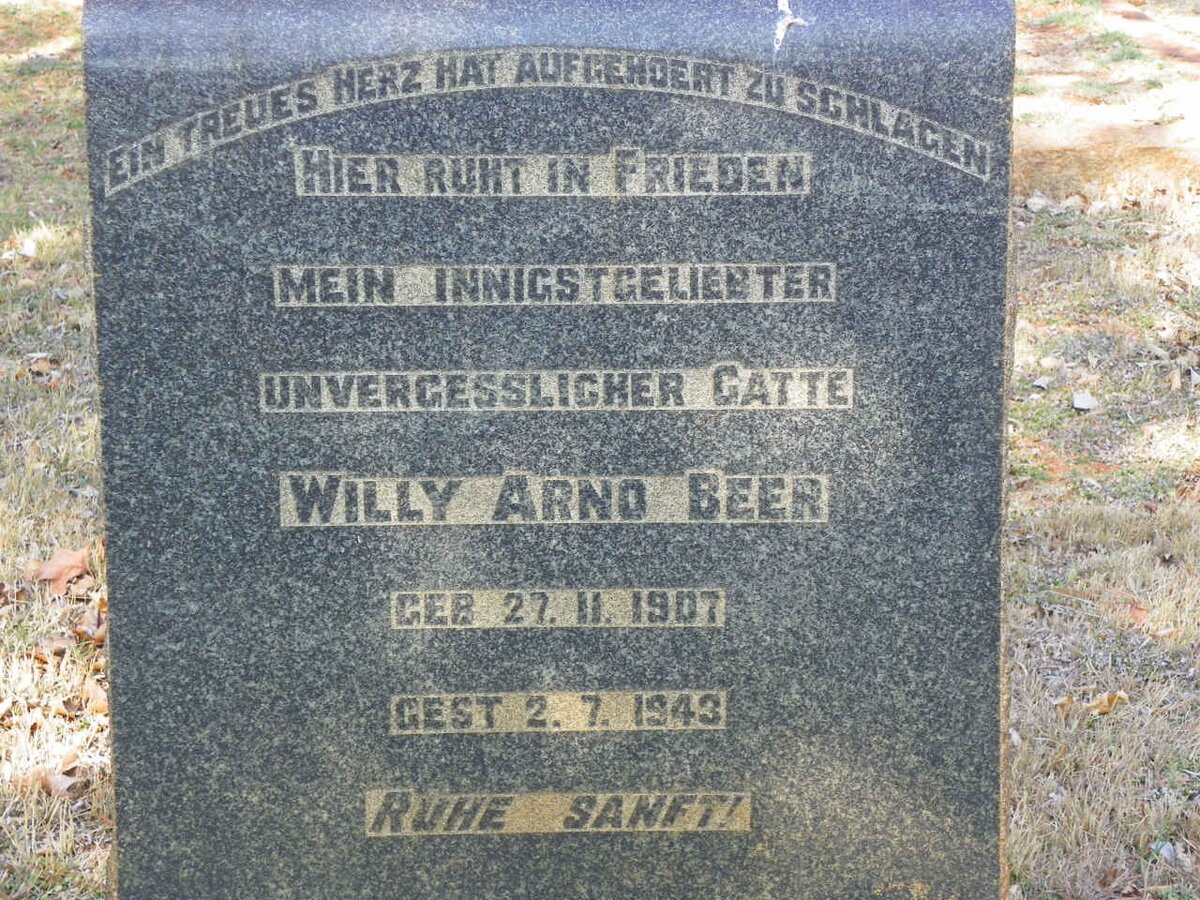 EIN TREUES HERZ HAT AUFGEHOERT ZU SCHLAGEN
HIER RUHT IN FRIEDEN
MEIN INNIGSTGELIEBTER
UNVERGESSLICHER GATTE
WILLY ARNO BEER
GEB 27. 11. 1907
GEST 2. 7. 1943
RUHE SANFT!